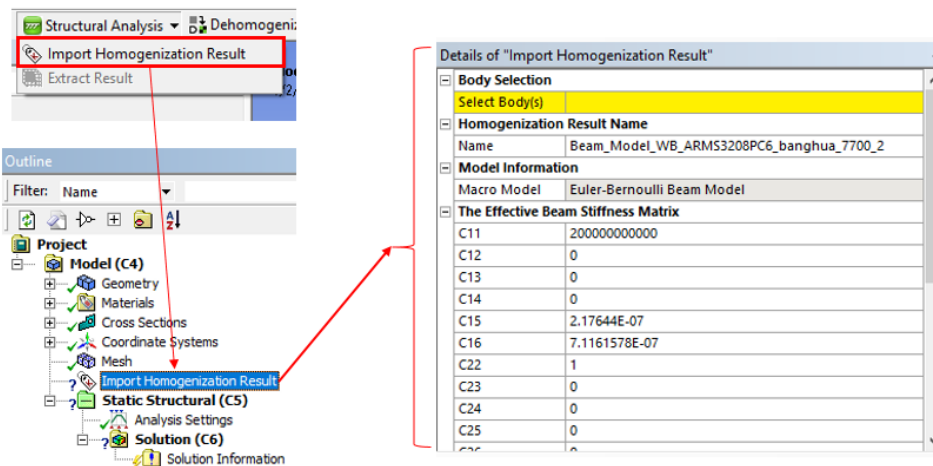 Structural Analysis
Dehomogeni
Import Homogenization Result
Extract Result
Outline
Filter: Name
Project
Model (C4)
Geometry
Materials
Cross Sections
Coordinate Systems
Mesh
Import Homogenization Result
Static Structural (C5)
Analysis Settings
Solution (C6)
Solution Information
Details of "Import Homogenization Result"
Body Selection
Select Body(s)
Homogenization Result Name
Name Beam_Model_WB_ARMS3208PC6_banghua_7700_2
Model Information
Macro Model Euler-Bernoulli Beam Model
The Effective Beam Stiffness Matrix
C11 200000000000
C12 0
C13 0
C14 0
C15 2.17644E-07
C16 7.1161578E-07
C22 1
C23 0
C24 0
C25 0
C26 0